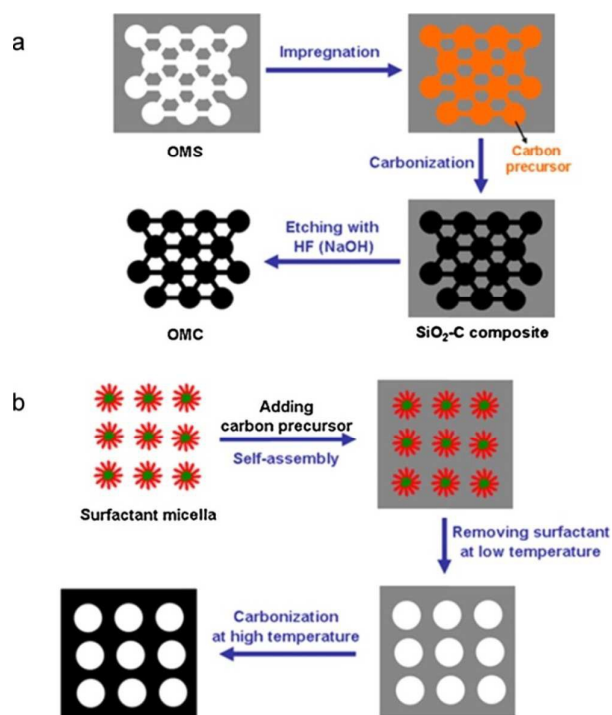 a
Impregnation
OMS
Carbon
precursor
Carbonization
Etching with
HF (NaOH)
OMC
SiO₂-C composite
b
Adding
carbon precursor
Self-assembly
Surfactant micella
Removing surfactant
at low temperature
Carbonization
at high temperature